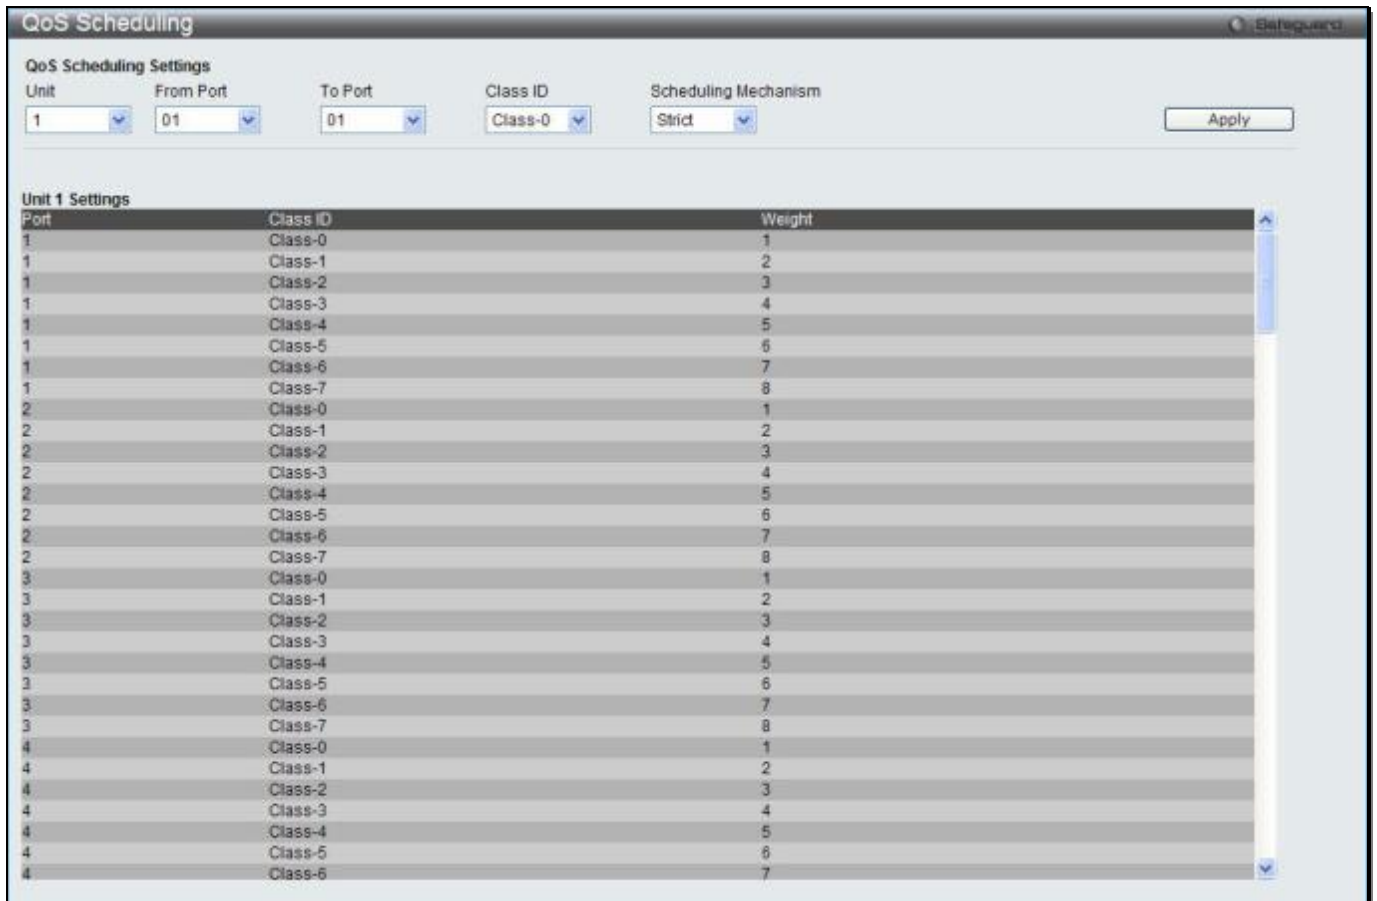 QoS Scheduling Safeguard
QoS Scheduling Settings
Unit From Port To Port Class ID Scheduling Mechanism
1 01 01 Class-0 Strict Apply
Unit 1 Settings
Port Class ID Weight
1 Class-0 1
1 Class-1 2
1 Class-2 3
1 Class-3 4
1 Class-4 5
1 Class-5 6
1 Class-6 7
1 Class-7 8
2 Class-0 1
2 Class-1 2
2 Class-2 3
2 Class-3 4
2 Class-4 5
2 Class-5 6
2 Class-6 7
2 Class-7 8
3 Class-0 1
3 Class-1 2
3 Class-2 3
3 Class-3 4
3 Class-4 5
3 Class-5 6
3 Class-6 7
3 Class-7 8
4 Class-0 1
4 Class-1 2
4 Class-2 3
4 Class-3 4
4 Class-4 5
4 Class-5 6
4 Class-6 7